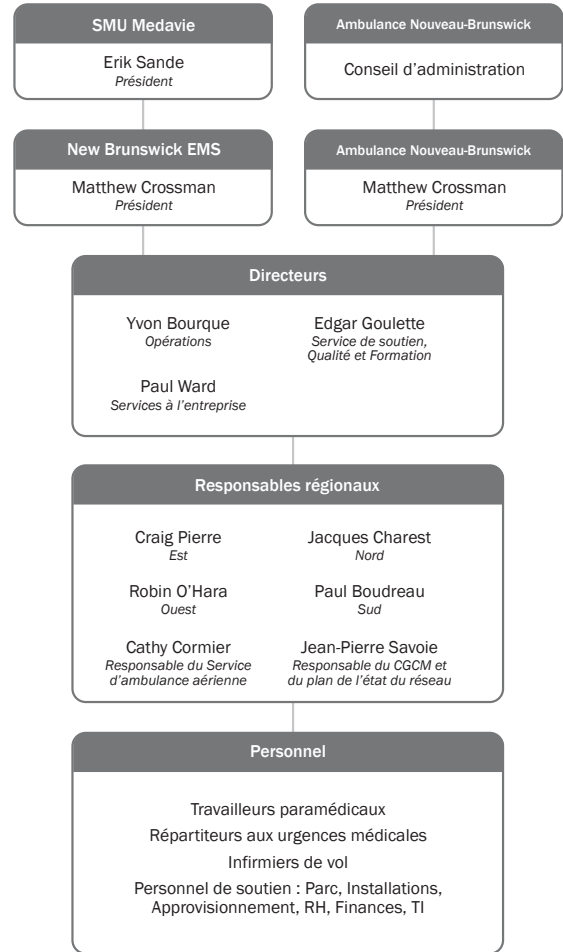 SMU Medavie
Erik Sande
Président
Ambulance Nouveau-Brunswick
Conseil d’administration
New Brunswick EMS
Matthew Crossman
Président
Ambulance Nouveau-Brunswick
Matthew Crossman
Président
Directeurs
Yvon Bourque
Opérations
Edgar Goulette
Service de soutien,
Qualité et Formation
Paul Ward
Services à l’entreprise
Responsables régionaux
Craig Pierre
Est
Jacques Charest
Nord
Robin O’Hara
Ouest
Paul Boudreau
Sud
Cathy Cormier
Responsable du Service
d’ambulance aérienne
Jean-Pierre Savoie
Responsable du CGCM et
du plan de l’état du réseau
Personnel
Travailleurs paramédicaux
Répartiteurs aux urgences médicales
Infirmiers de vol
Personnel de soutien : Parc, Installations,
Approvisionnement, RH, Finances, TI